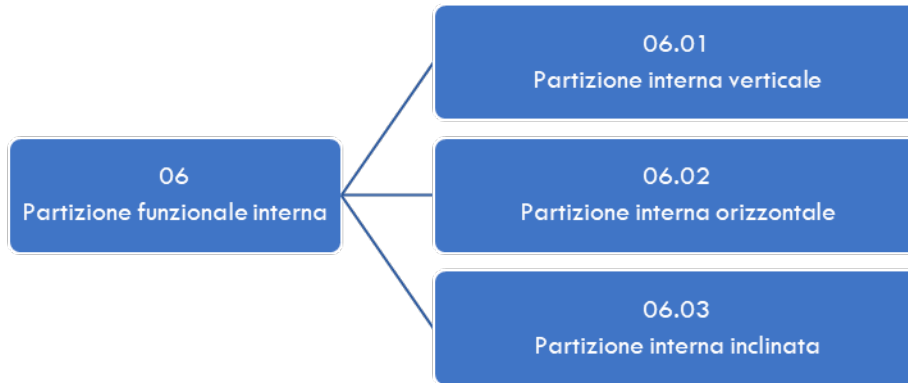 06
Partizione funzionale interna
06.01
Partizione interna verticale
06.02
Partizione interna orizzontale
06.03
Partizione interna inclinata